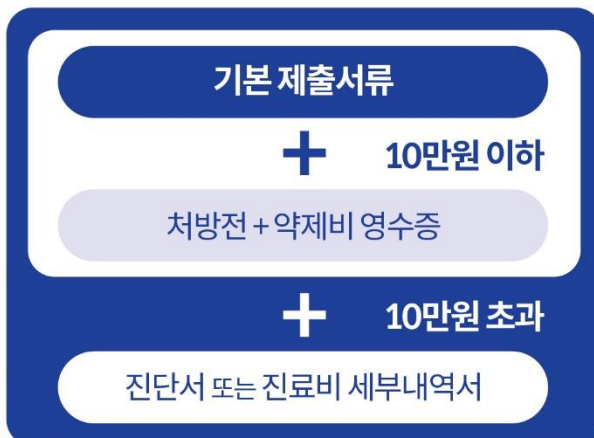 기본 제출서류
+ 10만원 이하
처방전 + 약제비 영수증
+ 10만원 초과
진단서 또는 진료비 세부내역서